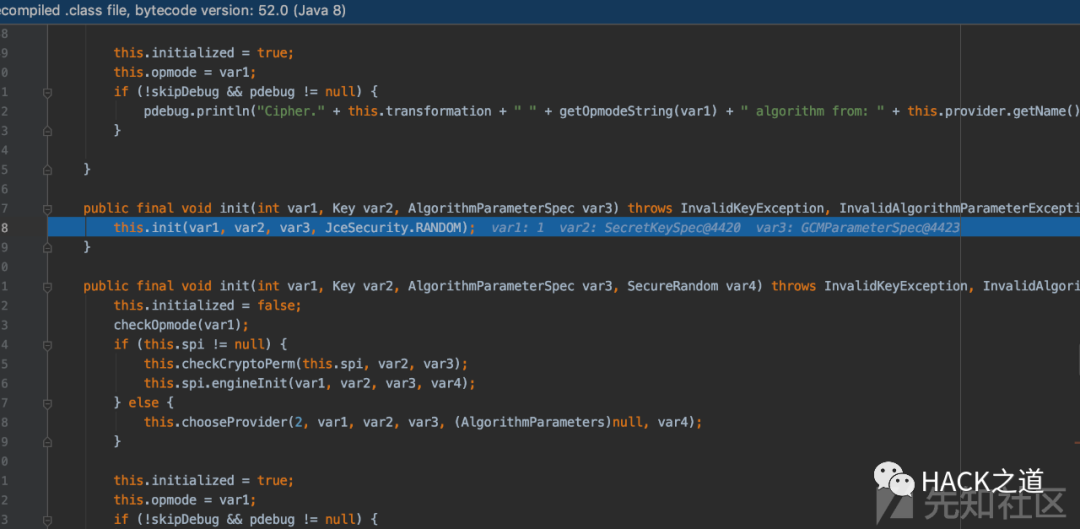 ecompiled .class file, bytecode version: 52.0 (Java 8)
8
9 this.initialized = true;
0 this.opmode = var1;
1 if (!skipDebug && pdebug != null) {
2 pdebug.println("Cipher." + this.transformation + " " + getOpmodeString(var1) + " algorithm from: " + this.provider.getName()
3 }
4
5 }
6
7 public final void init(int var1, Key var2, AlgorithmParameterSpec var3) throws InvalidKeyException, InvalidAlgorithmParameterExcepti
8 this.init(var1, var2, var3, JceSecurity.RANDOM); var1: 1 var2: SecretKeySpec@4420 var3: GCMParameterSpec@4423
9 }
0
1 public final void init(int var1, Key var2, AlgorithmParameterSpec var3, SecureRandom var4) throws InvalidKeyException, InvalidAlgori
2 this.initialized = false;
3 checkOpmode(var1);
4 if (this.spi != null) {
5 this.checkCryptoPerm(this.spi, var2, var3);
6 this.spi.engineInit(var1, var2, var3, var4);
7 } else {
8 this.chooseProvider(2, var1, var2, var3, (AlgorithmParameters)null, var4);
9 }
0
1 this.initialized = true;
2 this.opmode = var1;
3 if (!skipDebug && pdebug != null) {
HACK之道
先知社区